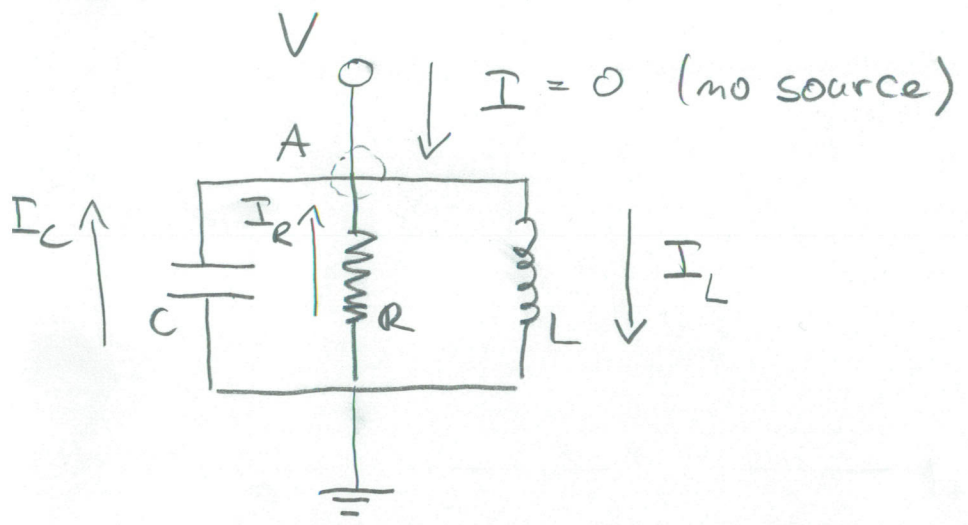 V
I = 0 (no source)
A
I_C
I_R
I_L
C
R
L